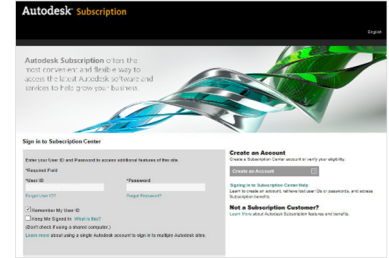 Autodesk® Subscription
English
Autodesk Subscription offers the
most convenient and flexible way to
access the latest Autodesk software and
services to help grow your business.
Sign in to Subscription Center
Enter your User ID and Password to access additional features of this site.
*Required Field
*User ID
*Password
Forgot User ID?
Forgot Password?
Remember My User ID
Keep Me Signed In What is this?
(Don't check if using a shared computer.)
Learn more about using a single Autodesk account to sign in to multiple Autodesk sites.
Create an Account
Create a Subscription Center account or verify your eligibility.
Create an Account
Signing in to Subscription Center Help
Learn to create an account, retrieve lost user IDs or passwords, and access
Subscription benefits.
Not a Subscription Customer?
Learn More about Autodesk Subscription features and benefits.